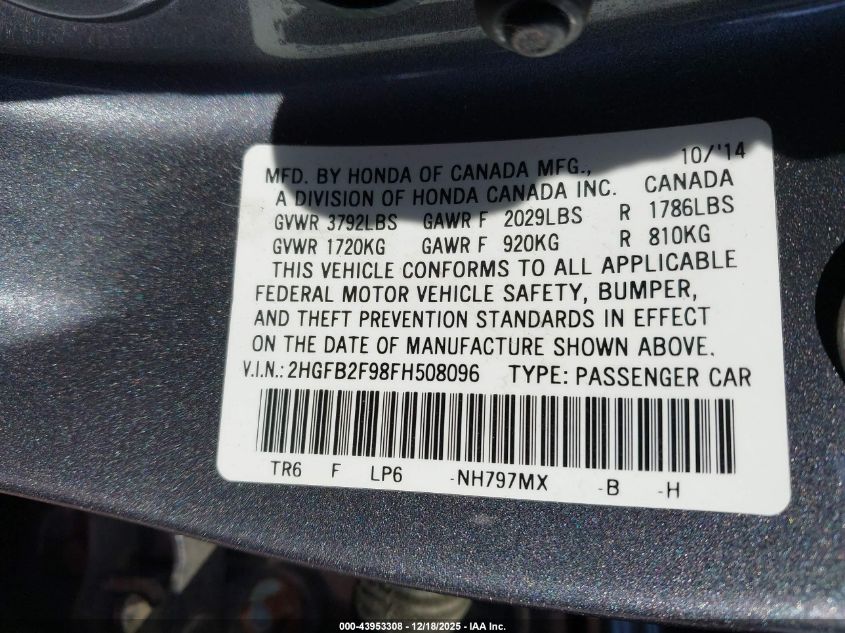 10/'14
MFD. BY HONDA OF CANADA MFG.,
A DIVISION OF HONDA CANADA INC. CANADA
GVWR 3792LBS GAWR F 2029LBS R 1786LBS
GVWR 1720KG GAWR F 920KG R 810KG
THIS VEHICLE CONFORMS TO ALL APPLICABLE
FEDERAL MOTOR VEHICLE SAFETY, BUMPER,
AND THEFT PREVENTION STANDARDS IN EFFECT
ON THE DATE OF MANUFACTURE SHOWN ABOVE.
V.I.N.: 2HGFB2F98FH508096 TYPE: PASSENGER CAR
TR6 F LP6 -NH797MX -B -H
000-43953308 - 12/18/2025 - IAA Inc.